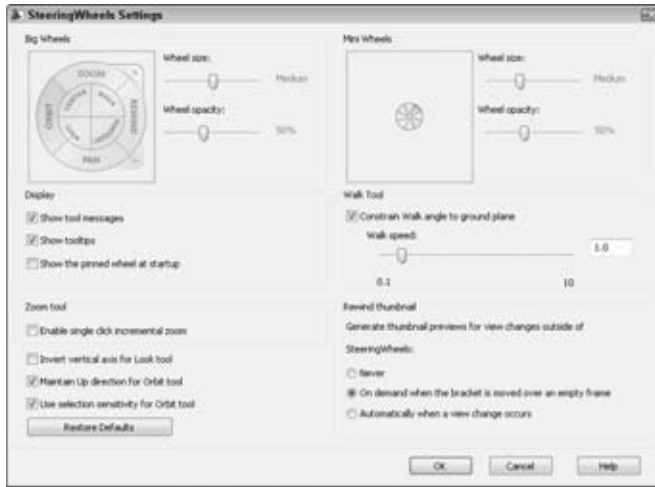 SteeringWheels Settings
Big Wheels
ZOOM
ORBIT
REWIND
PAN
CENTER
WALK
LOOK
UP/DOWN
Wheel size:
Medium
Wheel opacity:
50%
Mini Wheels
Wheel size:
Medium
Wheel opacity:
50%
Display
Show tool messages
Show tooltips
Show the pinned wheel at startup
Walk Tool
Constrain Walk angle to ground plane
Walk speed:
1.0
0.1
10
Zoom tool
Enable single click incremental zoom
Invert vertical axis for Look tool
Maintain Up direction for Orbit tool
Use selection sensitivity for Orbit tool
Restore Defaults
Rewind thumbnail
Generate thumbnail previews for view changes outside of
SteeringWheels:
Never
On demand when the bracket is moved over an empty frame
Automatically when a view change occurs
OK
Cancel
Help